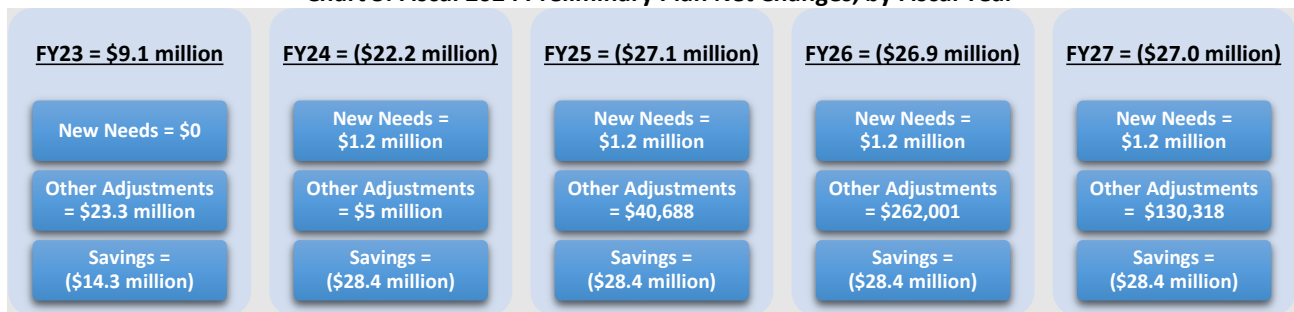 FY23 = $9.1 million
New Needs = $0
Other Adjustments
= $23.3 million
Savings =
($14.3 million)
FY24 = ($22.2 million)
New Needs =
$1.2 million
Other Adjustments
= $5 million
Savings =
($28.4 million)
FY25 = ($27.1 million)
New Needs =
$1.2 million
Other Adjustments
= $40,688
Savings =
($28.4 million)
FY26 = ($26.9 million)
New Needs =
$1.2 million
Other Adjustments
= $262,001
Savings =
($28.4 million)
FY27 = ($27.0 million)
New Needs =
$1.2 million
Other Adjustments
= $130,318
Savings =
($28.4 million)